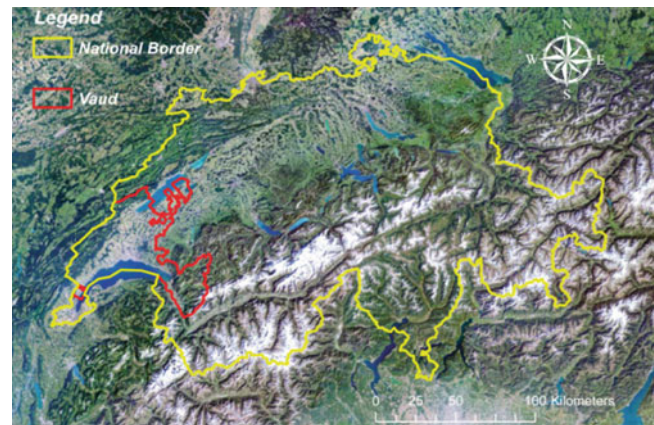 Legend
National Border
Vaud
N
W
E
S
0 25 50 100 Kilometers